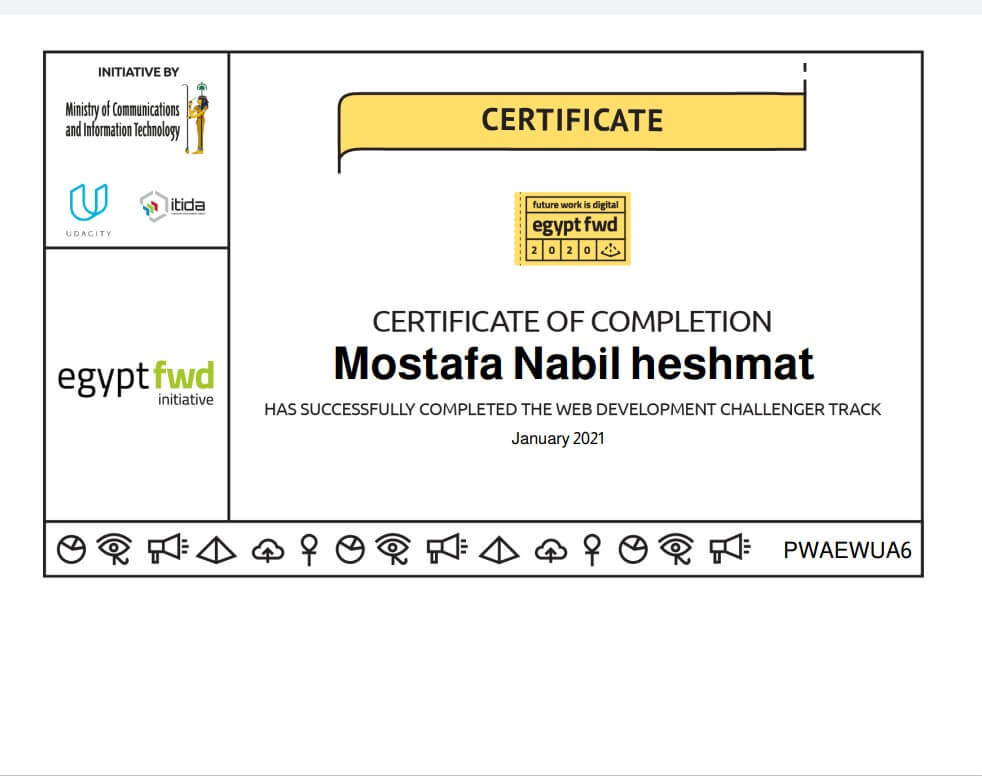 INITIATIVE BY
Ministry of Communications
and Information Technology
UDACITY
itida
egyptfwd
initiative
CERTIFICATE
future work is digital
egypt fwd
2 0 2 0
CERTIFICATE OF COMPLETION
Mostafa Nabil heshmat
HAS SUCCESSFULLY COMPLETED THE WEB DEVELOPMENT CHALLENGER TRACK
January 2021
PWAEWUA6